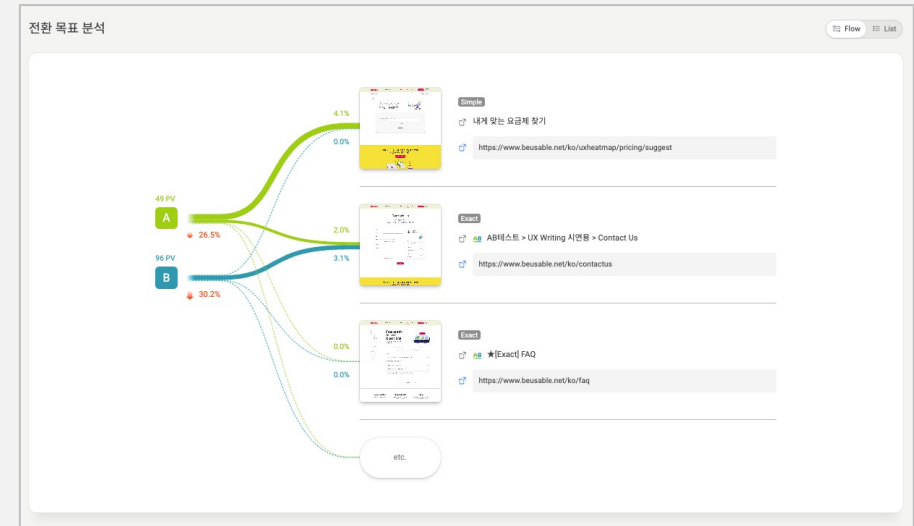 전환 목표 분석
Flow
List
4.1%
0.0%
Simple
내게 맞는 요금제 찾기
https://www.beusable.net/ko/uxheatmap/pricing/suggest
49 PV
A
26.5%
96 PV
B
30.2%
2.0%
3.1%
Exact
AB AB테스트 > UX Writing 시연용 > Contact Us
https://www.beusable.net/ko/contactus
0.0%
0.0%
Exact
AB ★[Exact] FAQ
https://www.beusable.net/ko/faq
etc.